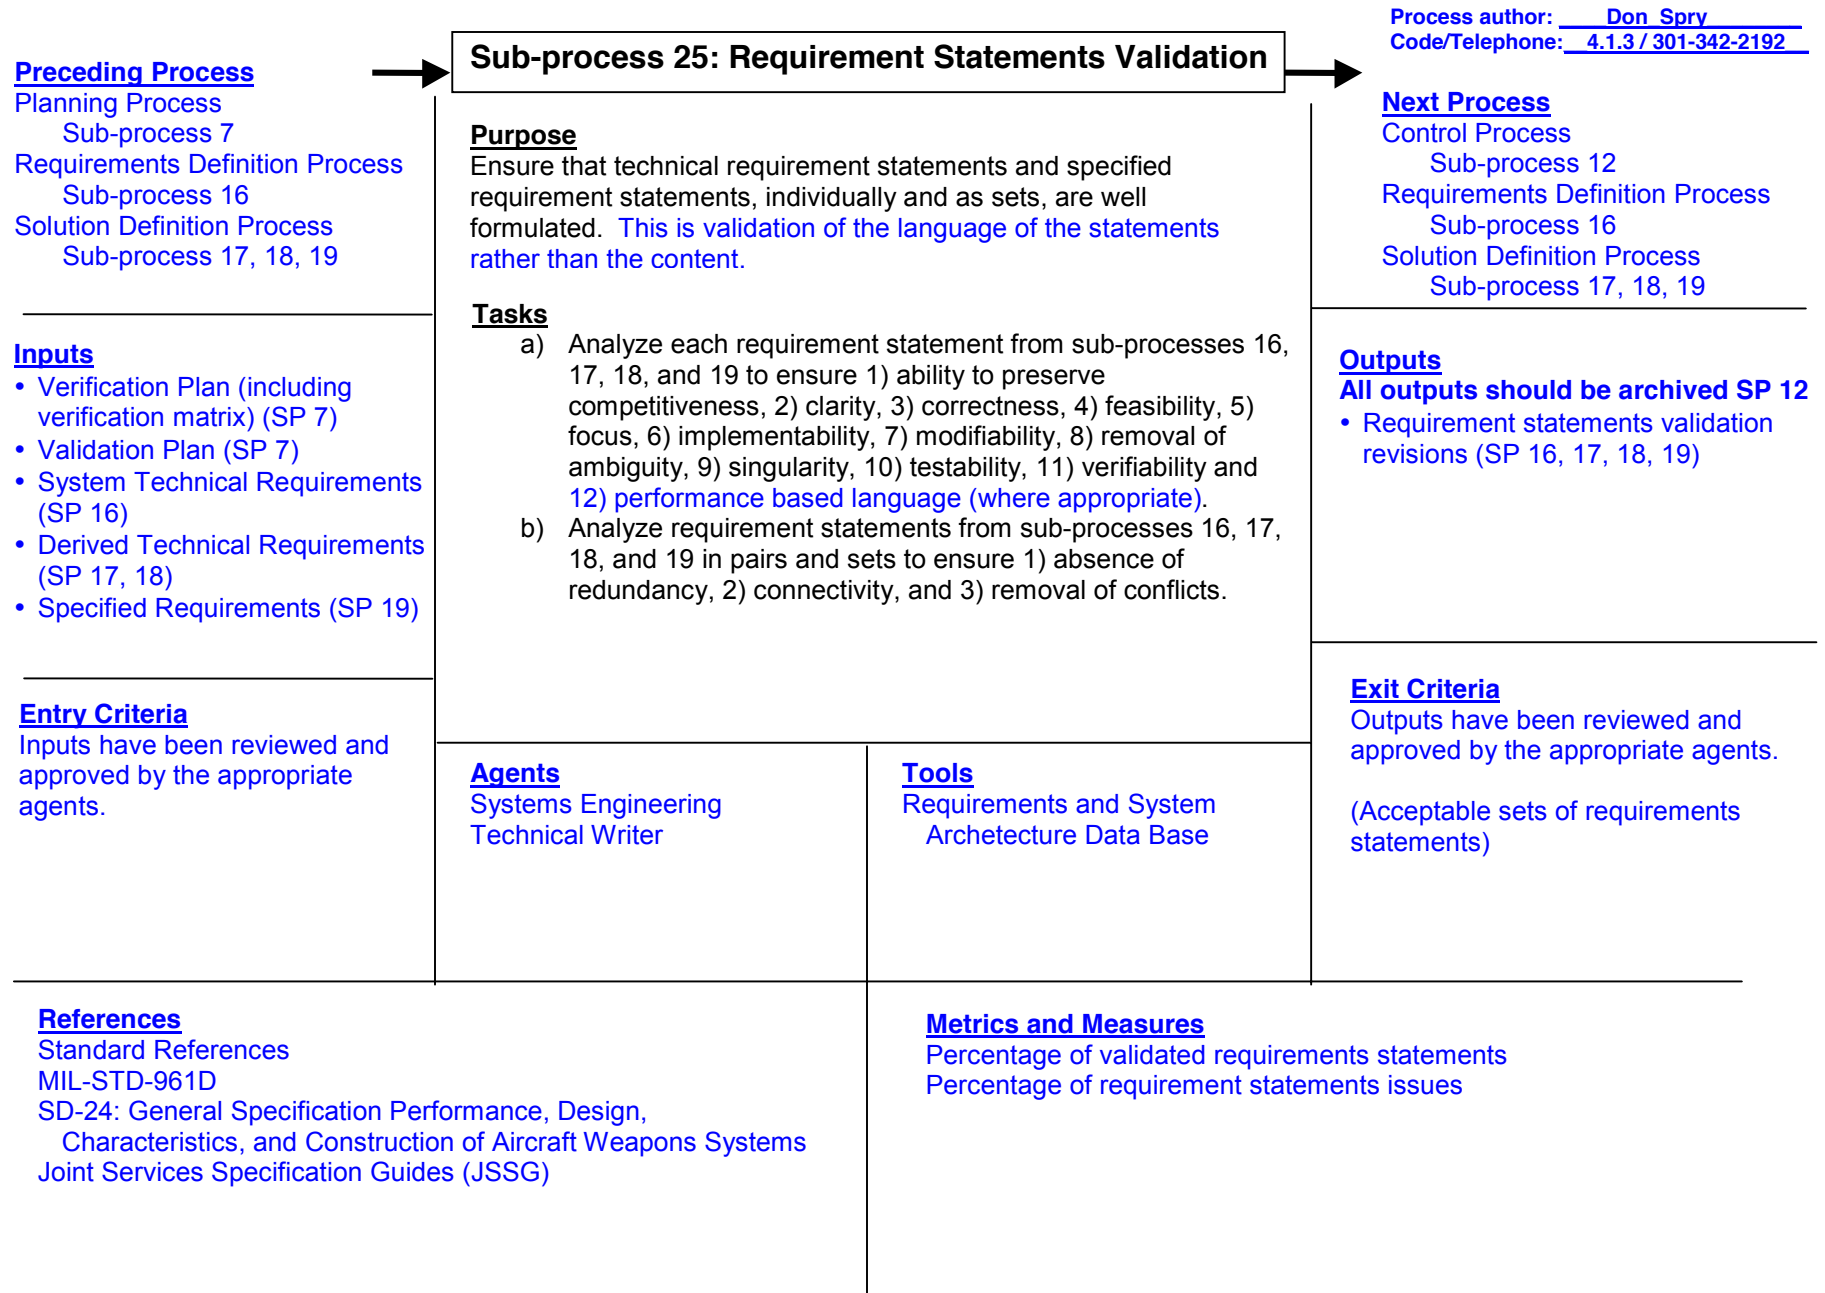 Process author: ____Don Spry________
Code/Telephone:__4.1.3 / 301-342-2192__
Sub-process 25: Requirement Statements Validation
Preceding Process
Planning Process
Sub-process 7
Requirements Definition Process
Sub-process 16
Solution Definition Process
Sub-process 17, 18, 19
Inputs
• Verification Plan (including
verification matrix) (SP 7)
• Validation Plan (SP 7)
• System Technical Requirements
(SP 16)
• Derived Technical Requirements
(SP 17, 18)
• Specified Requirements (SP 19)
Entry Criteria
Inputs have been reviewed and
approved by the appropriate
agents.
Purpose
Ensure that technical requirement statements and specified
requirement statements, individually and as sets, are well
formulated. This is validation of the language of the statements
rather than the content.
Tasks
a) Analyze each requirement statement from sub-processes 16,
17, 18, and 19 to ensure 1) ability to preserve
competitiveness, 2) clarity, 3) correctness, 4) feasibility, 5)
focus, 6) implementability, 7) modifiability, 8) removal of
ambiguity, 9) singularity, 10) testability, 11) verifiability and
12) performance based language (where appropriate).
b) Analyze requirement statements from sub-processes 16, 17,
18, and 19 in pairs and sets to ensure 1) absence of
redundancy, 2) connectivity, and 3) removal of conflicts.
Agents
Systems Engineering
Technical Writer
Tools
Requirements and System
Archetecture Data Base
Next Process
Control Process
Sub-process 12
Requirements Definition Process
Sub-process 16
Solution Definition Process
Sub-process 17, 18, 19
Outputs
All outputs should be archived SP 12
• Requirement statements validation
revisions (SP 16, 17, 18, 19)
Exit Criteria
Outputs have been reviewed and
approved by the appropriate agents.
(Acceptable sets of requirements
statements)
References
Standard References
MIL-STD-961D
SD-24: General Specification Performance, Design,
Characteristics, and Construction of Aircraft Weapons Systems
Joint Services Specification Guides (JSSG)
Metrics and Measures
Percentage of validated requirements statements
Percentage of requirement statements issues